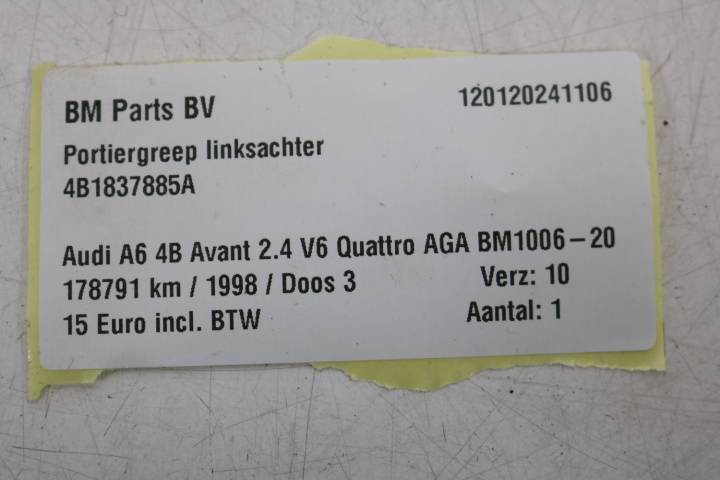 BM Parts BV 120120241106
Portiergreep linksachter
4B1837885A
Audi A6 4B Avant 2.4 V6 Quattro AGA BM1006-20
178791 km / 1998 / Doos 3 Verz: 10
15 Euro incl. BTW Aantal: 1